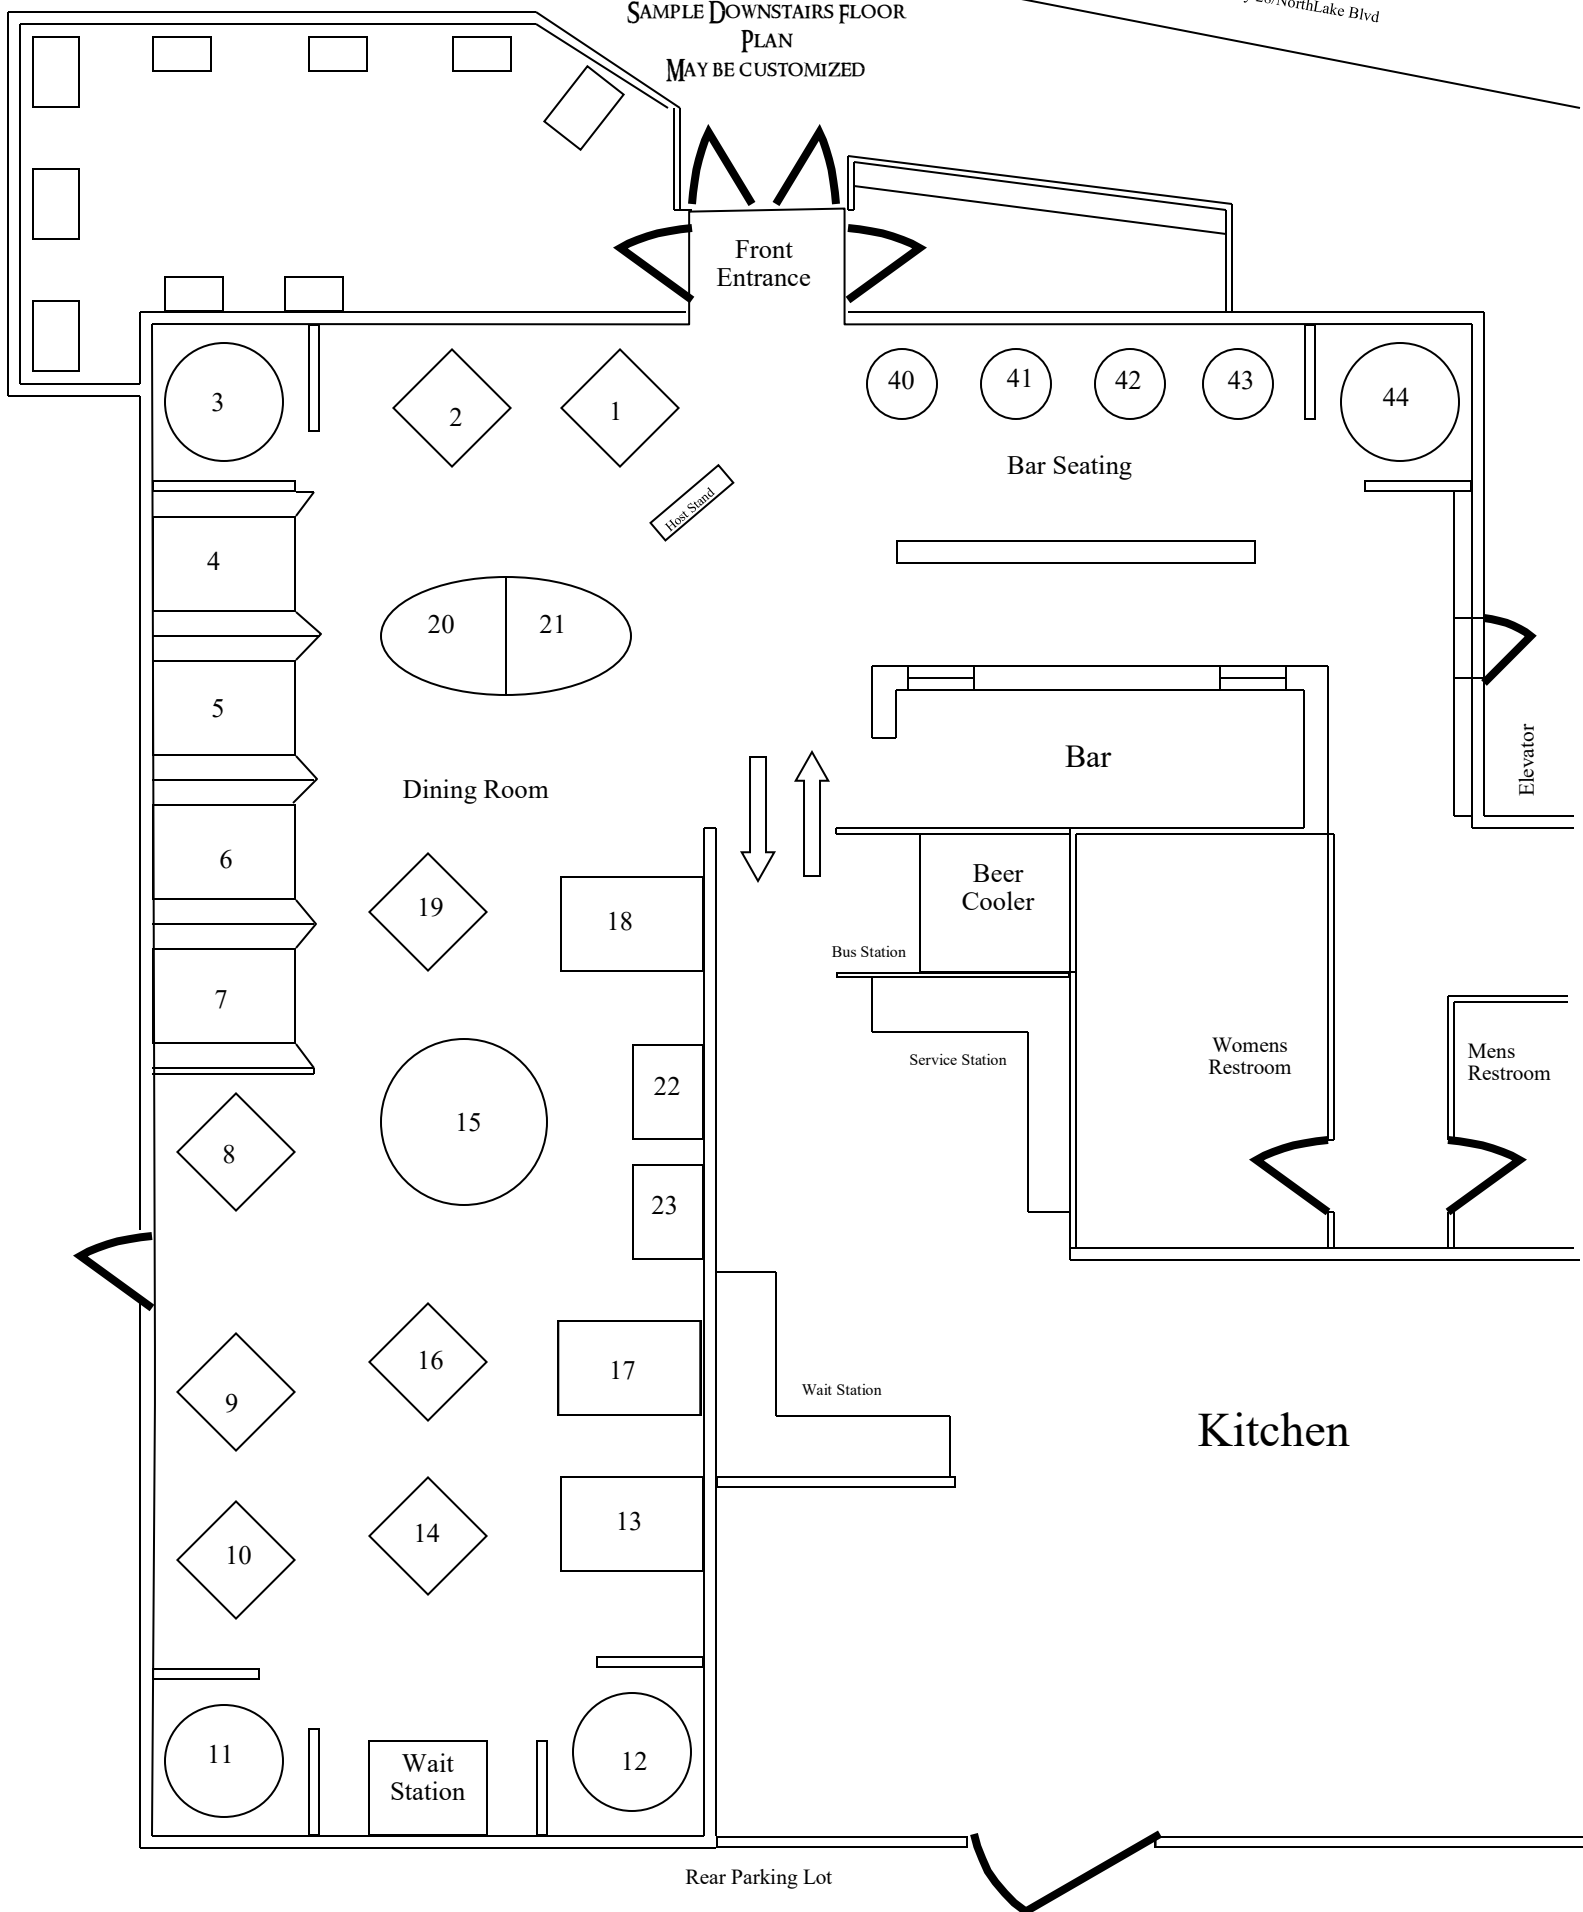 SAMPLE DOWNSTAIRS FLOOR
PLAN
MAY BE CUSTOMIZED
/NorthLake Blvd
Front
Entrance
3
2
1
40
41
42
43
44
Bar Seating
Host Stand
4
20
21
5
Bar
Elevator
Dining Room
6
19
18
Beer
Cooler
Bus Station
7
Service Station
Womens
Restroom
Mens
Restroom
22
15
8
23
16
17
9
Wait Station
Kitchen
14
13
10
11
Wait
Station
12
Rear Parking Lot